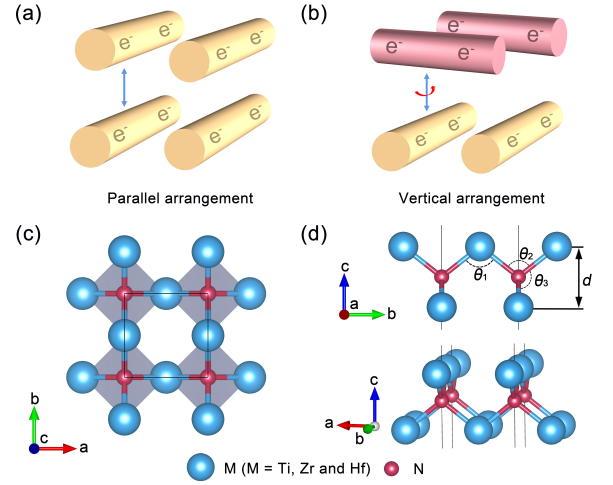 (a)
(b)
e⁻ e⁻ e⁻ e⁻
e⁻ e⁻ e⁻ e⁻
e⁻ e⁻ e⁻ e⁻
e⁻ e⁻ e⁻ e⁻
Parallel arrangement
Vertical arrangement
(c)
(d)
θ₁
θ₂
θ₃
d
c
a
b
b
c
a
c
a
b
M (M = Ti, Zr and Hf)
N